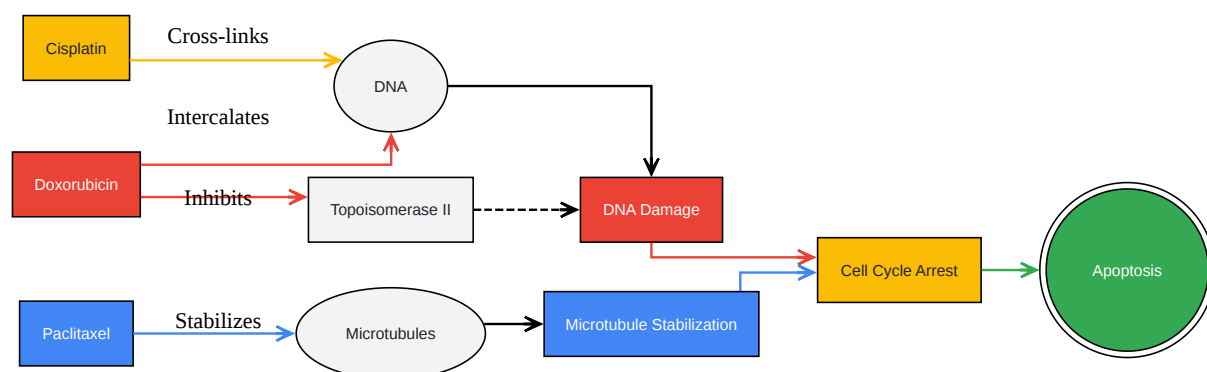 Cisplatin
Cross-links
DNA
Intercalates
Doxorubicin
Inhibits
Topoisomerase II
DNA Damage
Cell Cycle Arrest
Apoptosis
Paclitaxel
Stabilizes
Microtubules
Microtubule Stabilization